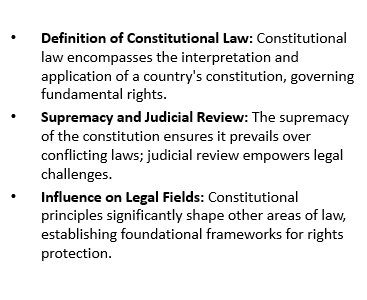 • Definition of Constitutional Law: Constitutional
law encompasses the interpretation and
application of a country's constitution, governing
fundamental rights.
• Supremacy and Judicial Review: The supremacy
of the constitution ensures it prevails over
conflicting laws; judicial review empowers legal
challenges.
• Influence on Legal Fields: Constitutional
principles significantly shape other areas of law,
establishing foundational frameworks for rights
protection.